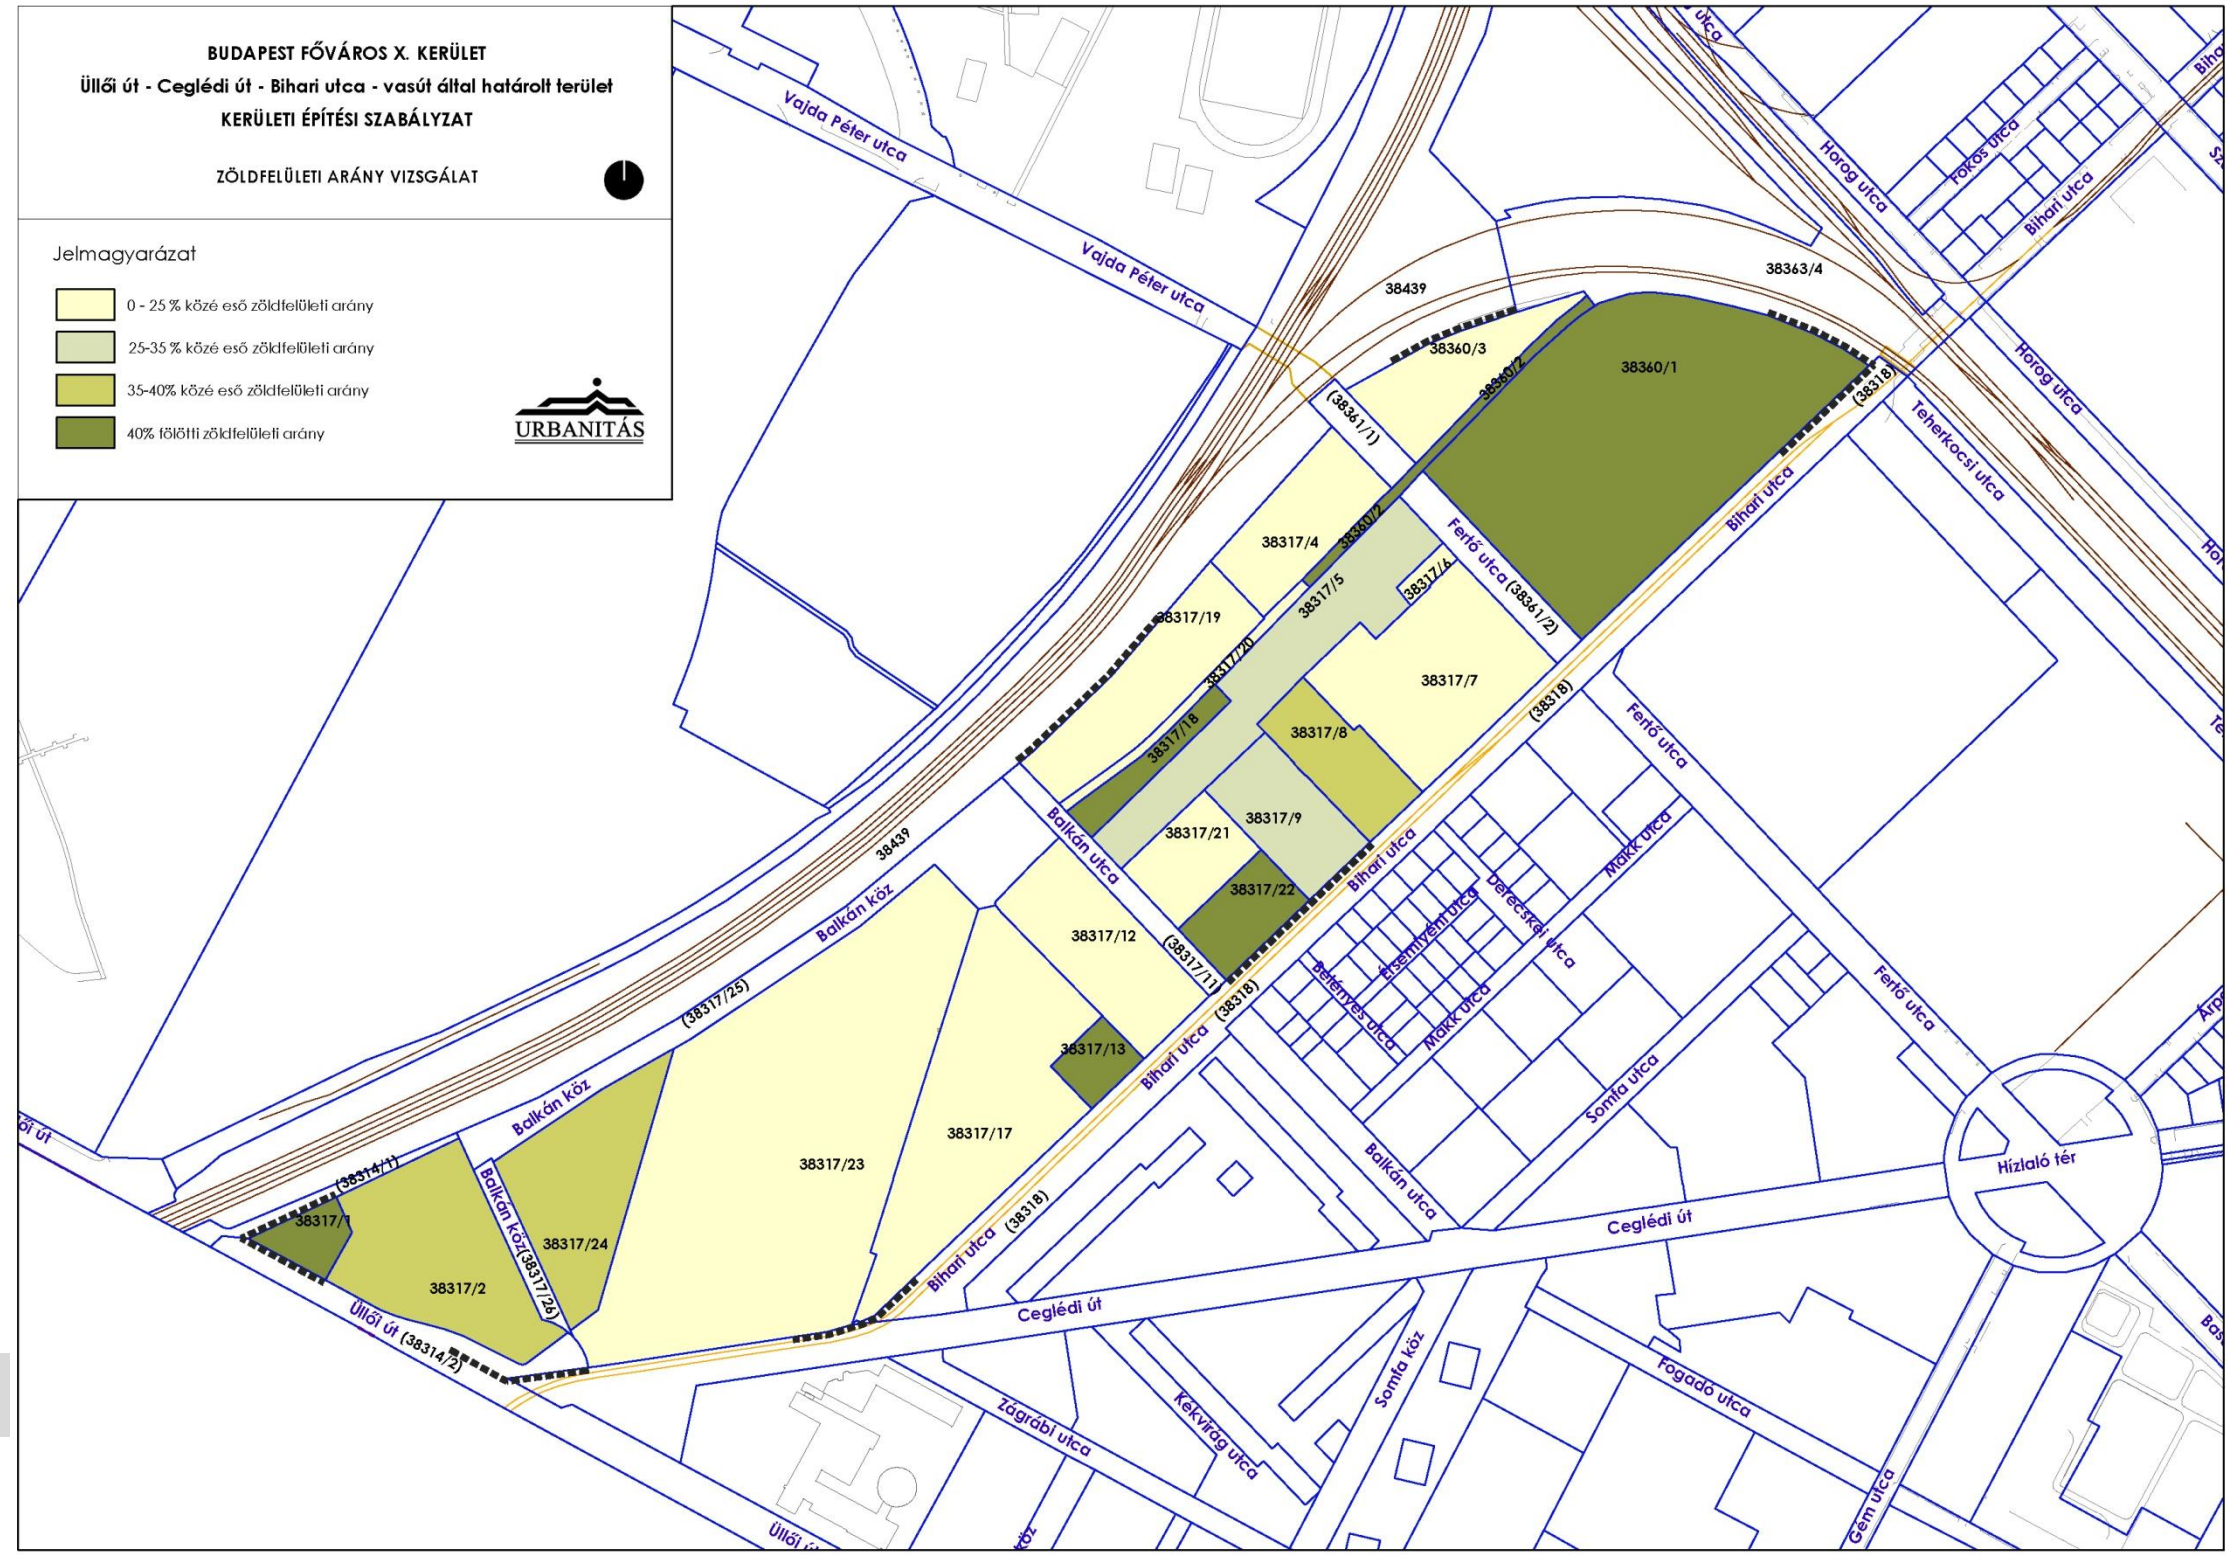 BUDAPEST FŐVÁROS X. KERÜLET
Üllői út - Ceglédi út - Bihari utca - vasút által határolt terület
KERÜLETI ÉPÍTÉSI SZABÁLYZAT
ZÖLDFELÜLETI ARÁNY VIZSGÁLAT
Jelmagyarázat
0 - 25 % közé eső zöldfelületi arány
25-35 % közé eső zöldfelületi arány
35-40% közé eső zöldfelületi arány
40% fölötti zöldfelületi arány
URBANITÁS
utca
Vajda Péter utca
Horog utca
Fokos utca
Bihari utca
Vajda Péter utca
38363/4
38439
38360/3
38360/2
38360/1
(38318)
Horog utca
(38361/1)
Teherkocsi utca
Bihari utca
38317/4
38360/2
Fertő utca
(38361/2)
38317/5
38317/6
38317/19
38317/20
38317/7
(38318)
38317/18
38317/8
Fertő utca
38317/9
38317/21
Balkán utca
38439
Bihari utca
Makk utca
38317/22
Derecskei utca
Balkán köz
Érsemlyéni utca
38317/12
(38317/11)
(38318)
Belényes utca
Makk utca
Fertő utca
(38317/25)
38317/13
Bihari utca
Balkán köz
Somfa utca
38317/17
38317/23
Balkán utca
Hízlaló tér
(38314/1)
Balkán köz
(38317/26)
38317/1
38317/24
38317/2
(38318)
Bihari utca
Ceglédi út
Ceglédi út
Üllői út
(38314/2)
Somfa köz
Fogadó utca
Zágrábi utca
Kékvirág utca
Gém utca
Üllői
köz